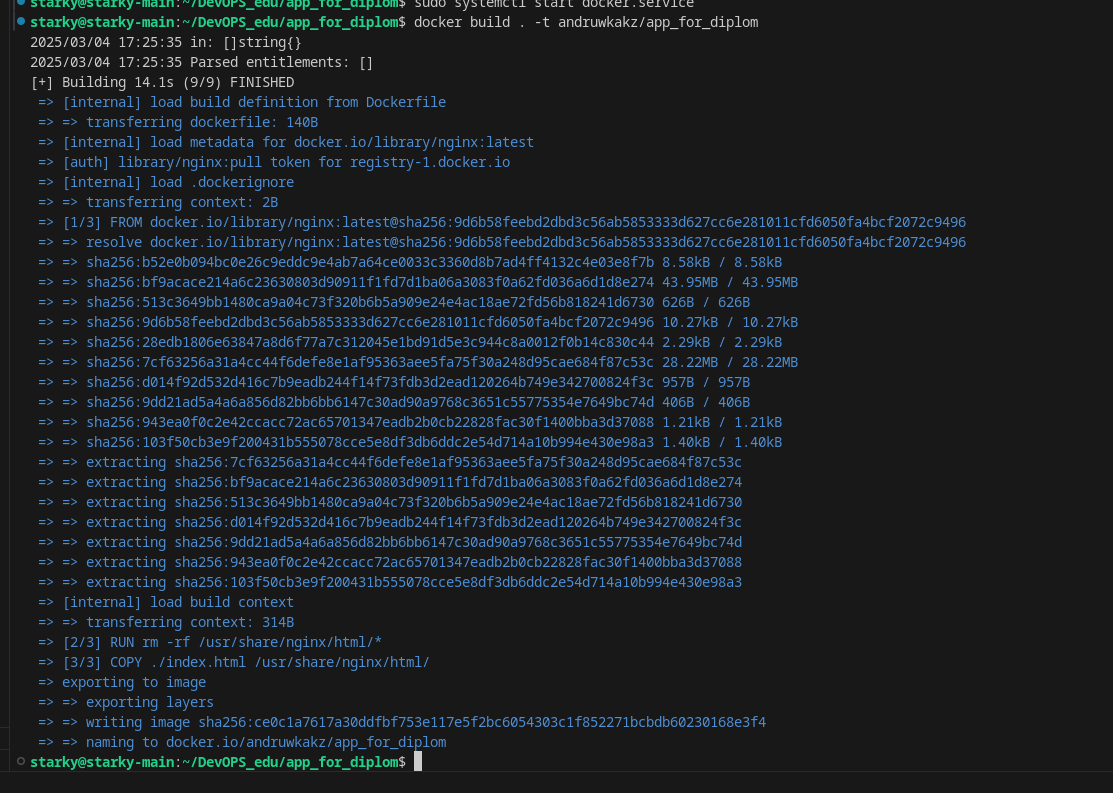 starky@starky-main:~/DevOPS_edu/app_for_diplom$ sudo systemctl start docker.service
starky@starky-main:~/DevOPS_edu/app_for_diplom$ docker build . -t andruwkakz/app_for_diplom
2025/03/04 17:25:35 in: []string{}
2025/03/04 17:25:35 Parsed entitlements: []
[+] Building 14.1s (9/9) FINISHED
=> [internal] load build definition from Dockerfile
=> => transferring dockerfile: 140B
=> [internal] load metadata for docker.io/library/nginx:latest
=> [auth] library/nginx:pull token for registry-1.docker.io
=> [internal] load .dockerignore
=> => transferring context: 2B
=> [1/3] FROM docker.io/library/nginx:latest@sha256:9d6b58feebd2dbd3c56ab5853333d627cc6e281011cfd6050fa4bcf2072c9496
=> => resolve docker.io/library/nginx:latest@sha256:9d6b58feebd2dbd3c56ab5853333d627cc6e281011cfd6050fa4bcf2072c9496
=> => sha256:b52e0b094bc0e26c9eddc9e4ab7a64ce0033c3360d8b7ad4ff4132c4e03e8f7b 8.58kB / 8.58kB
=> => sha256:bf9acace214a6c23630803d90911f1fd7d1ba06a3083f0a62fd036a6d1d8e274 43.95MB / 43.95MB
=> => sha256:513c3649bb1480ca9a04c73f320b6b5a909e24e4ac18ae72fd56b818241d6730 626B / 626B
=> => sha256:9d6b58feebd2dbd3c56ab5853333d627cc6e281011cfd6050fa4bcf2072c9496 10.27kB / 10.27kB
=> => sha256:28edb1806e63847a8d6f77a7c312045e1bd91d5e3c944c8a0012f0b14c830c44 2.29kB / 2.29kB
=> => sha256:7cf63256a31a4cc44f6defe8e1af95363aee5fa75f30a248d95cae684f87c53c 28.22MB / 28.22MB
=> => sha256:d014f92d532d416c7b9eadb244f14f73fdb3d2ead120264b749e342700824f3c 957B / 957B
=> => sha256:9dd21ad5a4a6a856d82bb6bb6147c30ad90a9768c3651c55775354e7649bc74d 406B / 406B
=> => sha256:943ea0f0c2e42ccacc72ac65701347eadb2b0cb22828fac30f1400bba3d37088 1.21kB / 1.21kB
=> => sha256:103f50cb3e9f200431b555078cce5e8df3db6ddc2e54d714a10b994e430e98a3 1.40kB / 1.40kB
=> => extracting sha256:7cf63256a31a4cc44f6defe8e1af95363aee5fa75f30a248d95cae684f87c53c
=> => extracting sha256:bf9acace214a6c23630803d90911f1fd7d1ba06a3083f0a62fd036a6d1d8e274
=> => extracting sha256:513c3649bb1480ca9a04c73f320b6b5a909e24e4ac18ae72fd56b818241d6730
=> => extracting sha256:d014f92d532d416c7b9eadb244f14f73fdb3d2ead120264b749e342700824f3c
=> => extracting sha256:9dd21ad5a4a6a856d82bb6bb6147c30ad90a9768c3651c55775354e7649bc74d
=> => extracting sha256:943ea0f0c2e42ccacc72ac65701347eadb2b0cb22828fac30f1400bba3d37088
=> => extracting sha256:103f50cb3e9f200431b555078cce5e8df3db6ddc2e54d714a10b994e430e98a3
=> [internal] load build context
=> => transferring context: 314B
=> [2/3] RUN rm -rf /usr/share/nginx/html/*
=> [3/3] COPY ./index.html /usr/share/nginx/html/
=> exporting to image
=> => exporting layers
=> => writing image sha256:ce0c1a7617a30ddfbf753e117e5f2bc6054303c1f852271bcbdb60230168e3f4
=> => naming to docker.io/andruwkakz/app_for_diplom
starky@starky-main:~/DevOPS_edu/app_for_diplom$